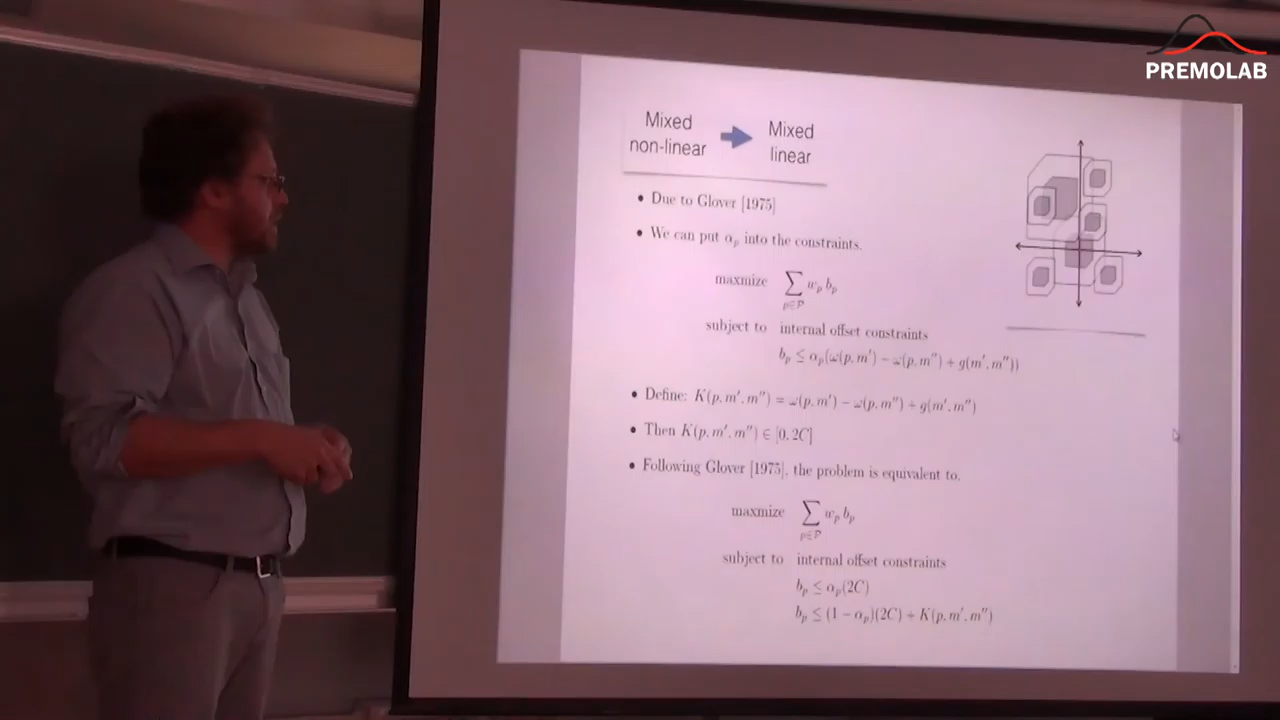 PREMOLAB
Mixed non-linear
Mixed linear
• Due to Glover [1975]
• We can put α_p into the constraints.
maxmize ∑_{p∈P} w_p b_p
subject to internal offset constraints
b_p ≤ α_p(ω(p, m′) − ω(p, m″) + g(m′, m″))
• Define: K(p, m′, m″) = ω(p, m′) − ω(p, m″) + g(m′, m″)
• Then K(p, m′, m″) ∈ [0, 2C]
• Following Glover [1975], the problem is equivalent to.
maxmize ∑_{p∈P} w_p b_p
subject to internal offset constraints
b_p ≤ α_p(2C)
b_p ≤ (1 − α_p)(2C) + K(p, m′, m″)